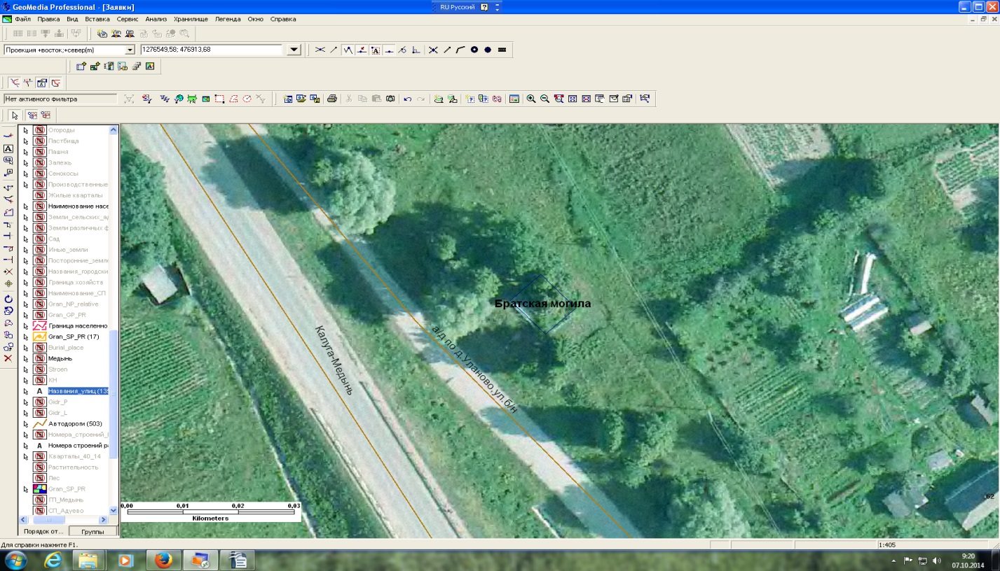 GeoMedia Professional - [Заявки]
RU Русский
Файл Правка Вид Вставка Сервис Анализ Хранилище Легенда Окно Справка
Проекция +восток;+север(m)
1276549,58; 476913,68
Нет активного фильтра
Огороды
Пастбища
Пашня
Залежь
Сенокосы
Производственные
Жилые кварталы
Наименование насе
Земли_сельских_ад
Земли различных ф
Сад
Иные_земли
Посторонние_земле
Названия_городски
Граница хозяйств
Наименование_СП
Gran_NP_relative
Gran_GP_PR
Граница населенно
Gran_SP_PR (17)
Burial_place
Медынь
Stroen
КН
Названия_улиц (135
Gidr_P
Gidr_L
Автодороги (503)
Номера_строений_
Номера строений р
Кварталы_40_14
Растительность
Лес
Gran_SP_PR
ГП_Медынь
СП_Адуево
Порядок от... Группы
Братская могила
Калуга-Медынь
а/д по д.Уланово,ул.б/н
62
0,00 0,01 0,02 0,03
Kilometers
Для справки нажмите F1.
1:405
9:20
07.10.2014